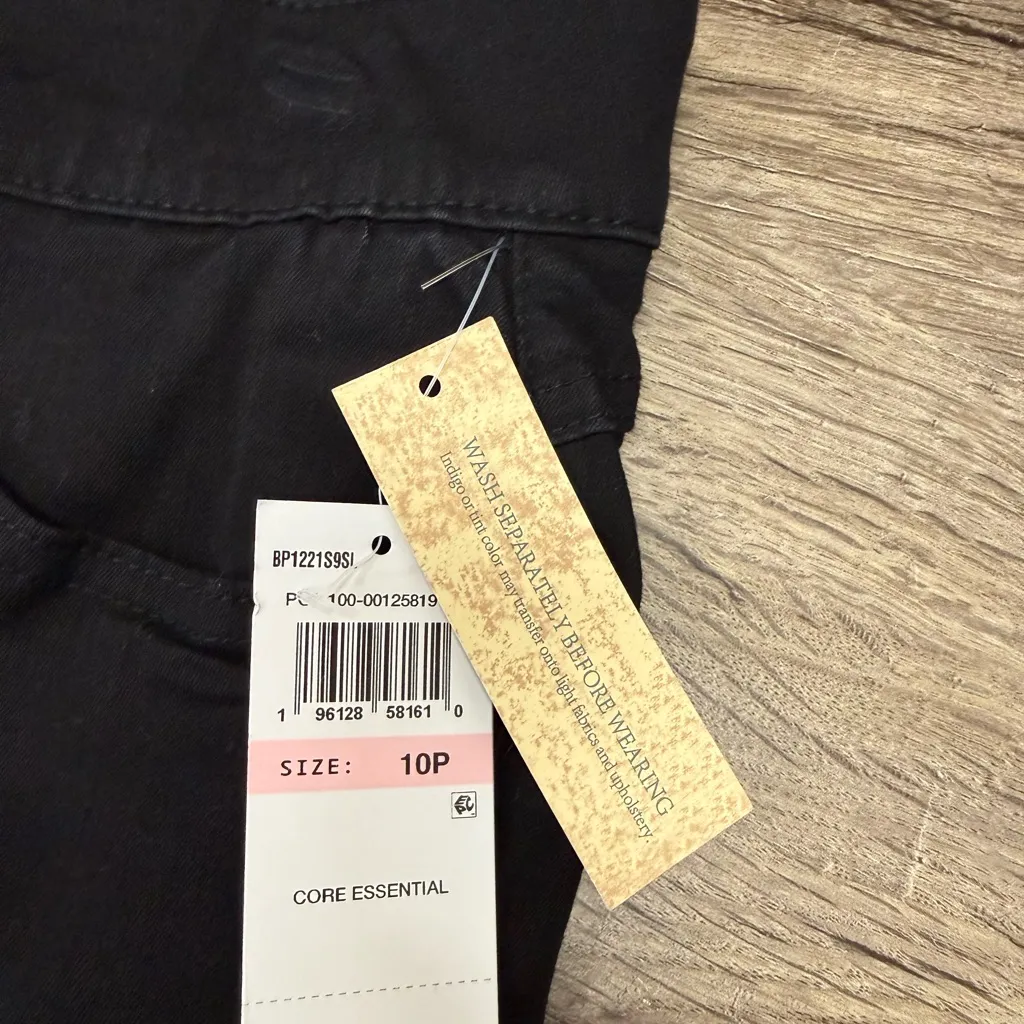 WASH SEPARATELY BEFORE WEARING
Indigo or tint color may transfer onto light fabrics and upholstery.
BP1221S9SL
100-00125819
1 96128 58161 0
SIZE: 10P
CORE ESSENTIAL